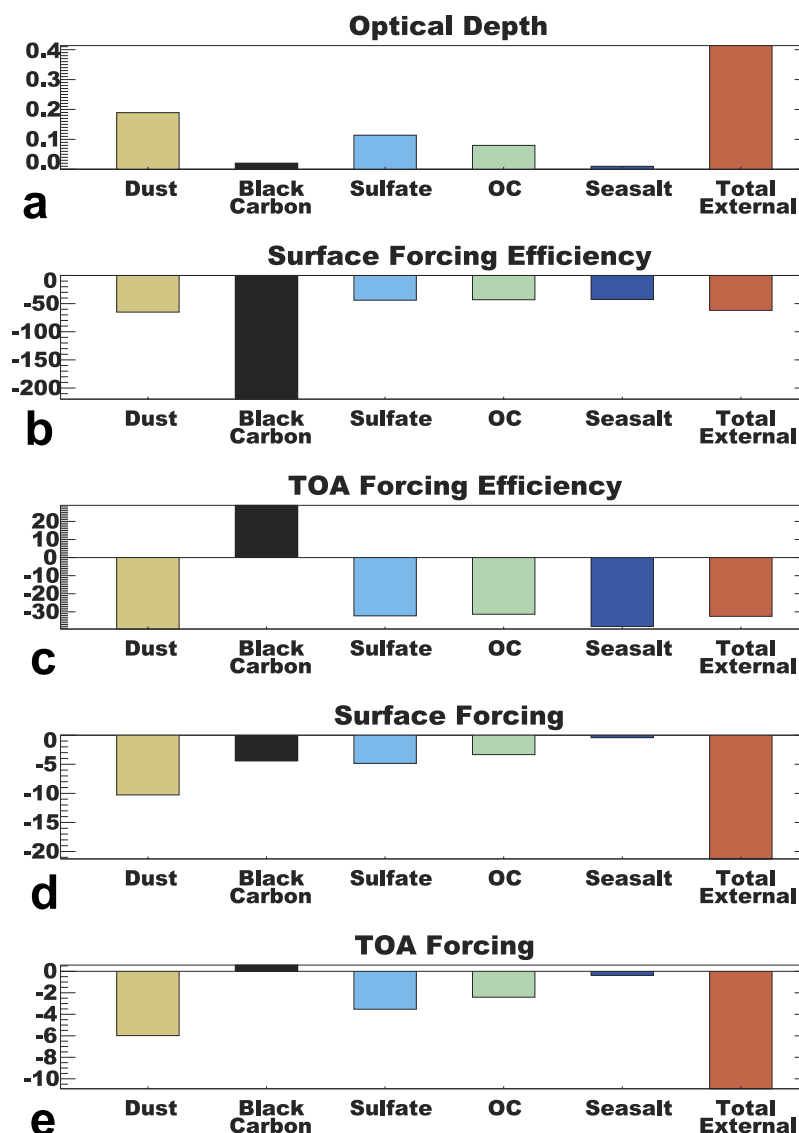 Optical Depth
0.4
0.3
0.2
0.1
0.0
Dust Black Sulfate OC Seasalt Total
Carbon External
a
Surface Forcing Efficiency
0
-50
-100
-150
-200
Dust Black Sulfate OC Seasalt Total
Carbon External
b
TOA Forcing Efficiency
20
10
0
-10
-20
-30
Dust Black Sulfate OC Seasalt Total
Carbon External
c
Surface Forcing
0
-5
-10
-15
-20
Dust Black Sulfate OC Seasalt Total
Carbon External
d
TOA Forcing
0
-2
-4
-6
-8
-10
Dust Black Sulfate OC Seasalt Total
Carbon External
e